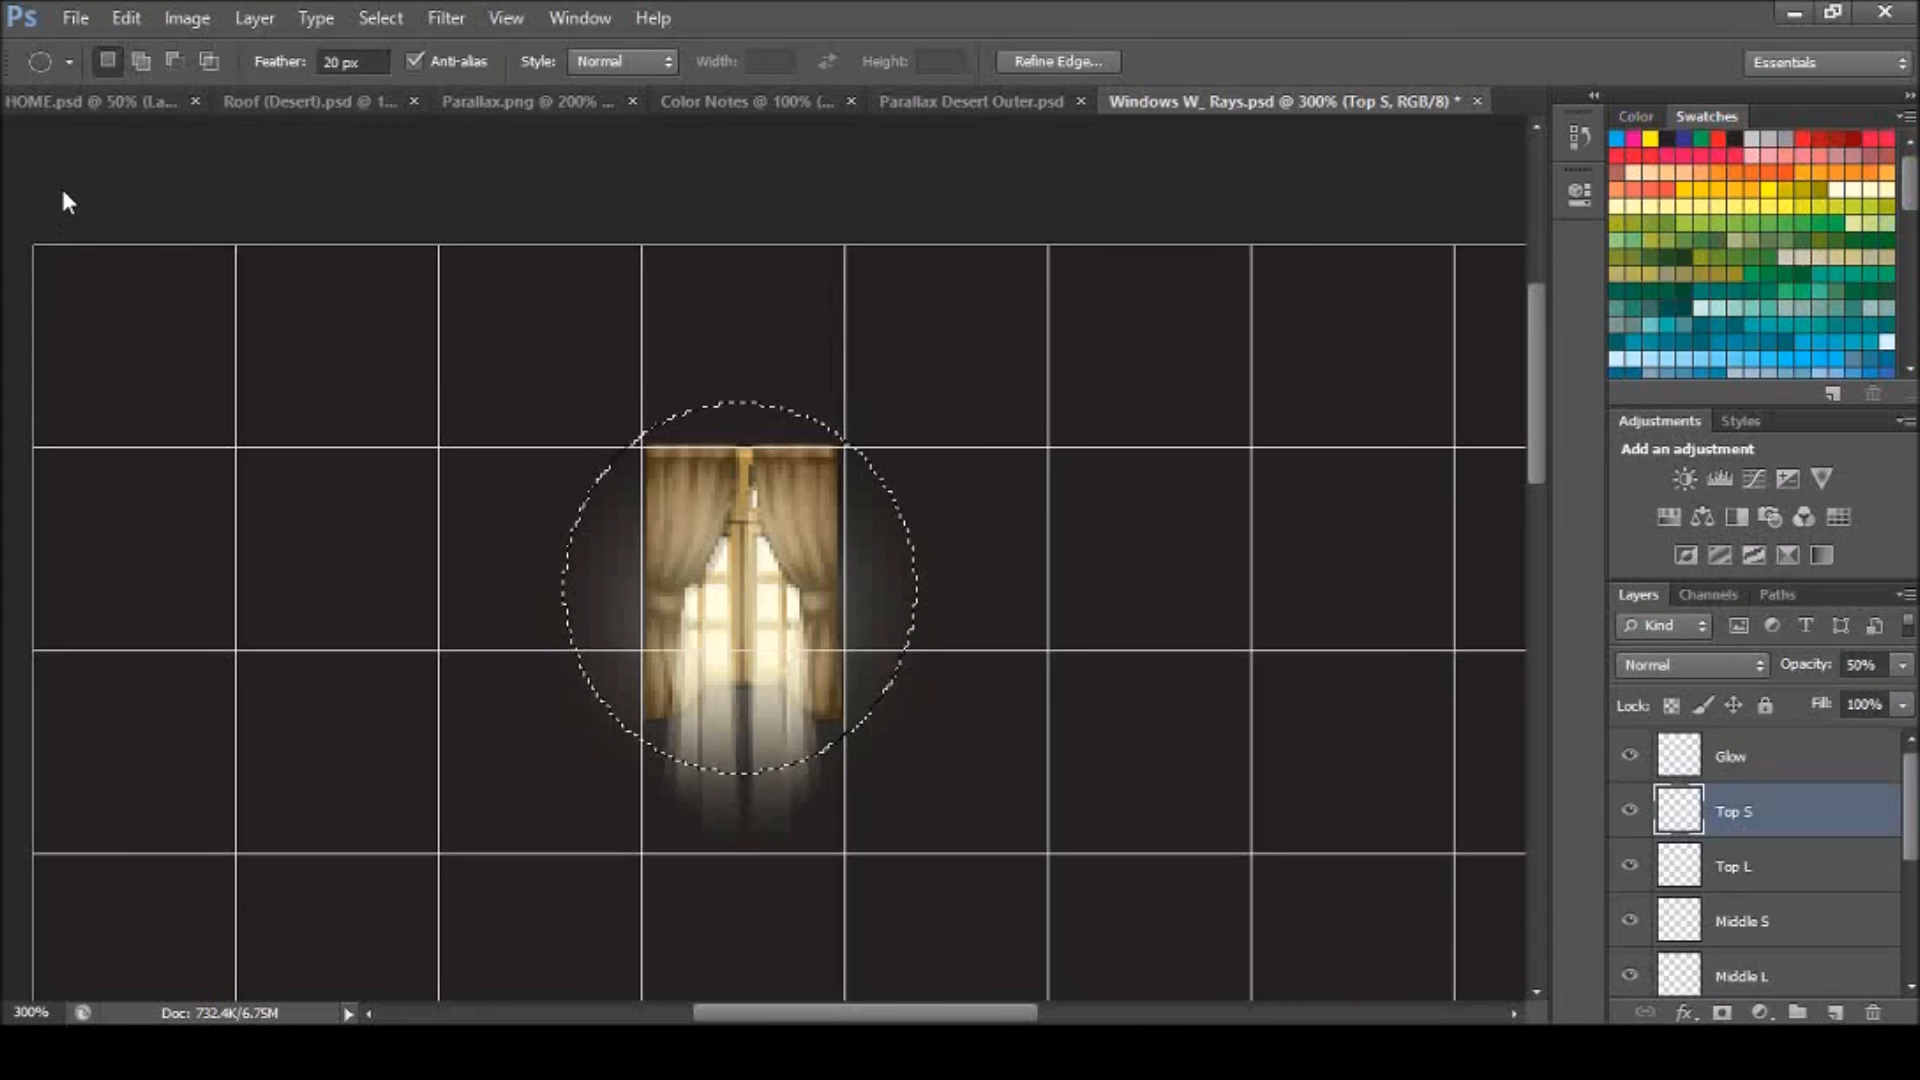 Ps File Edit Image Layer Type Select Filter View Window Help
Feather: 20 px Anti-alias Style: Normal Width: Height: Refine Edge... Essentials
HOME.psd @ 50% (La... × Roof (Desert).psd @ 1... × Parallax.png @ 200% ... × Color Notes @ 100% (... × Parallax Desert Outer.psd × Windows W_ Rays.psd @ 300% (Top S, RGB/8) * ×
Color Swatches
Adjustments Styles
Add an adjustment
Layers Channels Paths
Kind
Normal Opacity: 50%
Lock: Fill: 100%
Glow
Top S
Top L
Middle S
Middle L
300% Doc: 732.4K/6.75M
fx